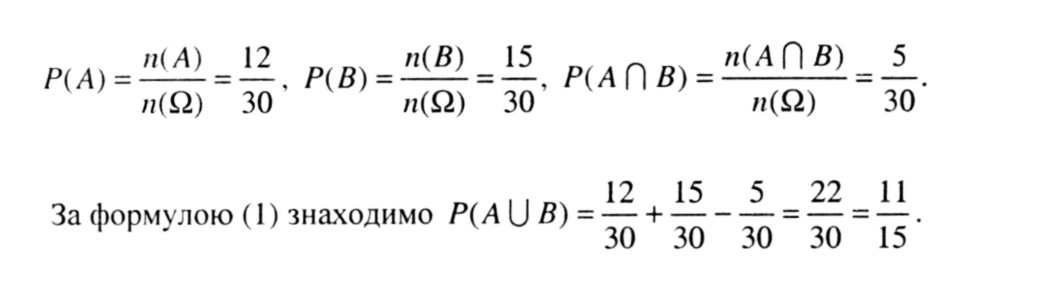 P(A) = n(A)/n(Ω) = 12/30, P(B) = n(B)/n(Ω) = 15/30, P(A ⋂ B) = n(A ⋂ B)/n(Ω) = 5/30.
За формулою (1) знаходимо P(A ⋃ B) = 12/30 + 15/30 − 5/30 = 22/30 = 11/15.